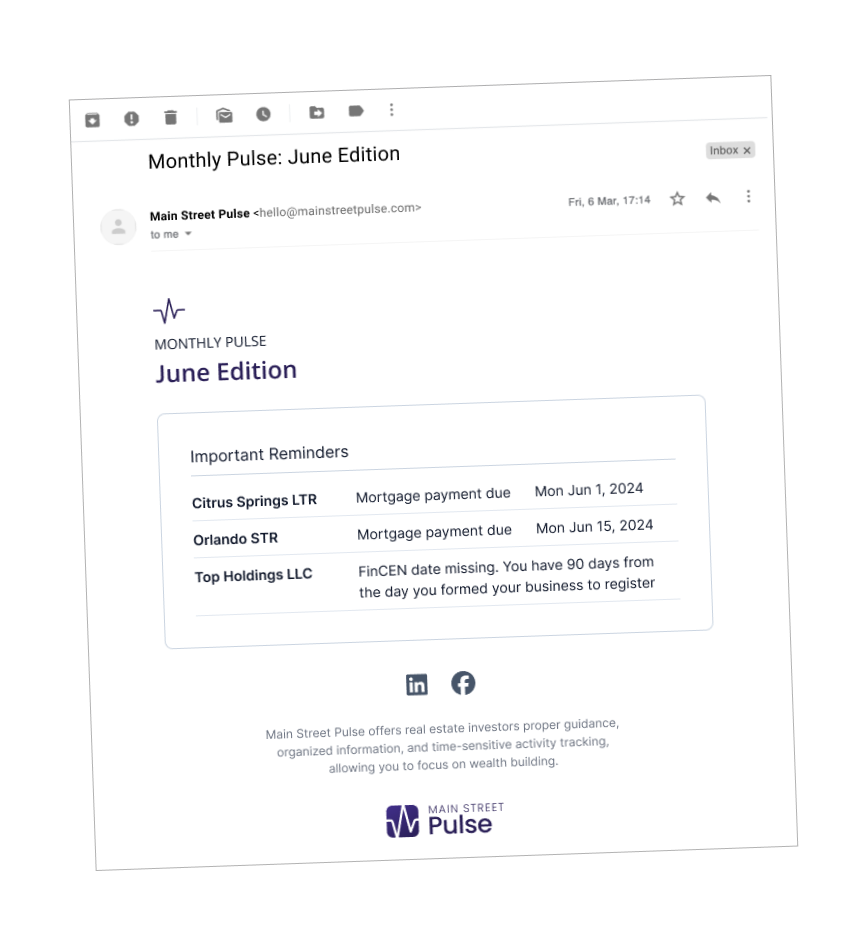 Monthly Pulse: June Edition
Inbox ×
Main Street Pulse <hello@mainstreetpulse.com>
Fri, 6 Mar, 17:14
to me
MONTHLY PULSE
June Edition
Important Reminders
Citrus Springs LTR Mortgage payment due Mon Jun 1, 2024
Orlando STR Mortgage payment due Mon Jun 15, 2024
Top Holdings LLC FinCEN date missing. You have 90 days from
the day you formed your business to register
in f
Main Street Pulse offers real estate investors proper guidance,
organized information, and time-sensitive activity tracking,
allowing you to focus on wealth building.
MAIN STREET
Pulse